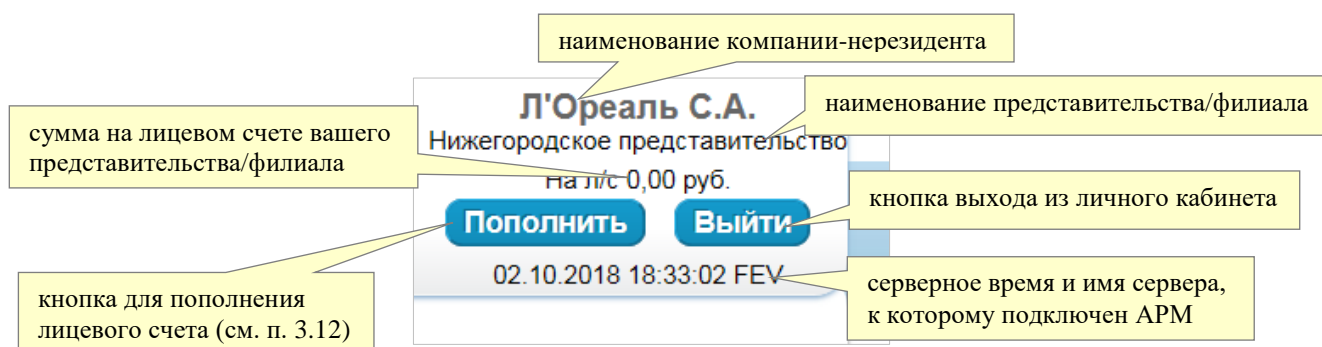 наименование компании-нерезидента
Л'Ореаль С.А.
наименование представительства/филиала
сумма на лицевом счете вашего
представительства/филиала
Нижегородское представительство
На л/с 0,00 руб.
кнопка выхода из личного кабинета
Пополнить Выйти
02.10.2018 18:33:02 FEV
серверное время и имя сервера,
к которому подключен АРМ
кнопка для пополнения
лицевого счета (см. п. 3.12)